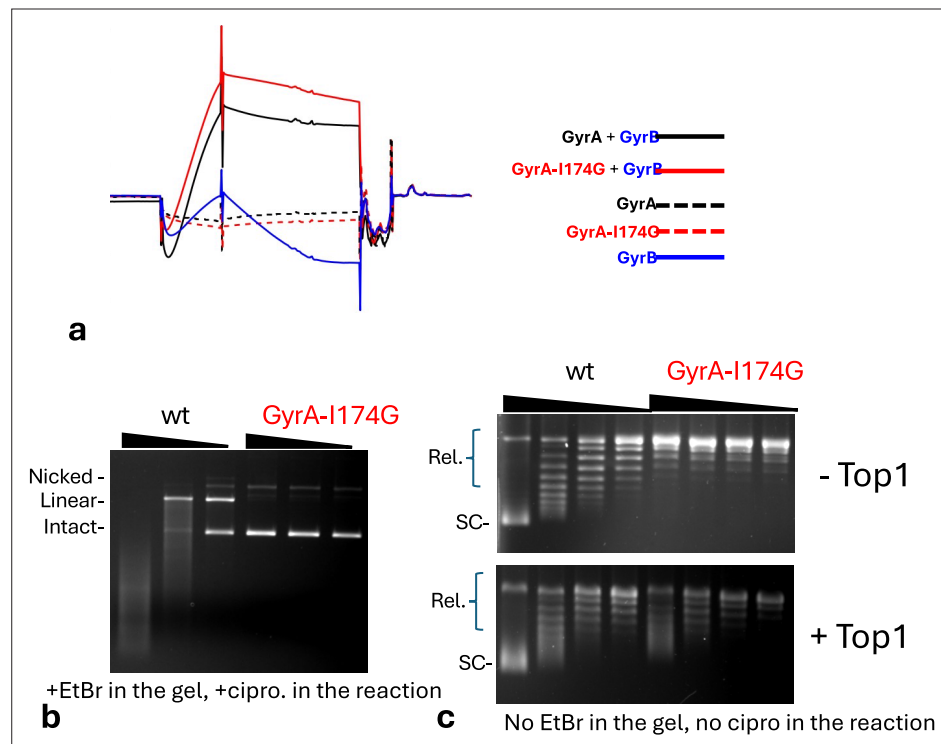 GyrA + GyrB
GyrA-I174G + GyrB
GyrA
GyrA-I174G
GyrB
a
wt GyrA-I174G
Nicked -
Linear-
Intact-
+EtBr in the gel, +cipro. in the reaction
b
wt GyrA-I174G
Rel.
SC-
- Top1
Rel.
SC-
+ Top1
c
No EtBr in the gel, no cipro in the reaction